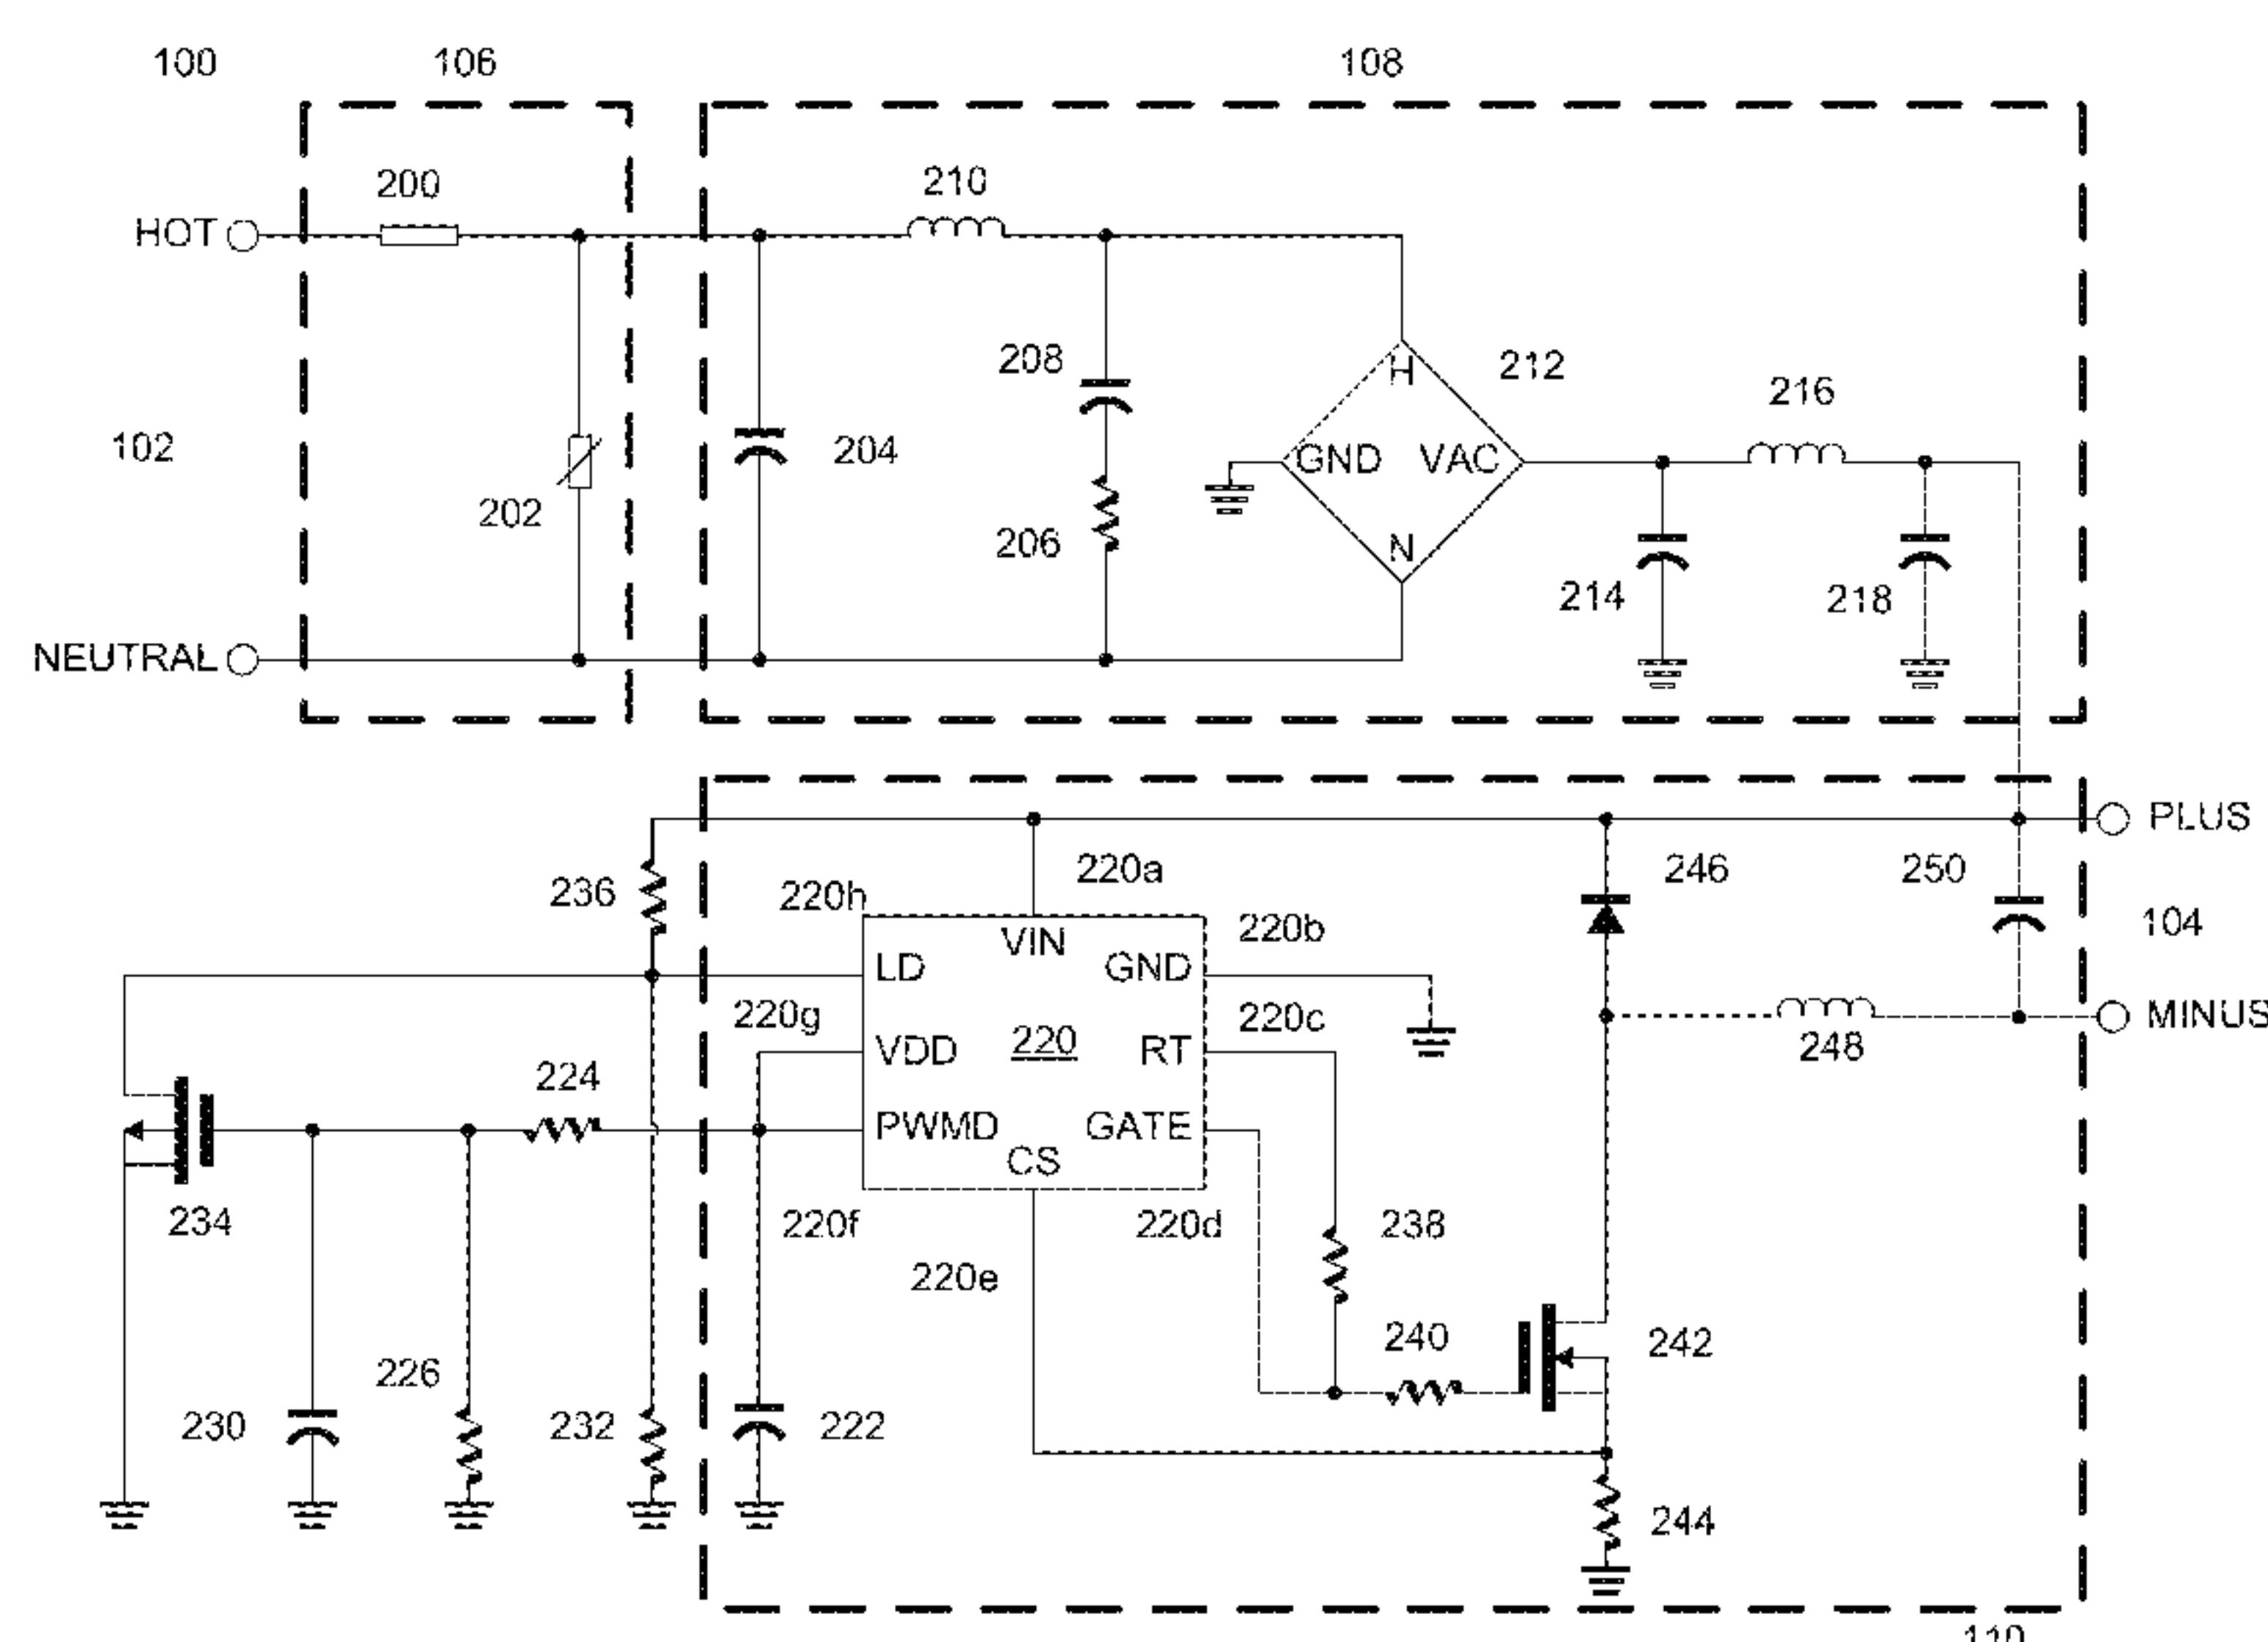 100
106
108
200
210
HOT
208
212
216
H
102
204
GND
VAC
202
206
N
214
218
NEUTRAL
PLUS
236
220h
220a
246
250
220b
104
VIN
LD
GND
220g
220c
MINUS
VDD
220
RT
248
224
PWMD
GATE
CS
234
220f
220d
238
220e
240
242
226
230
232
222
244
110